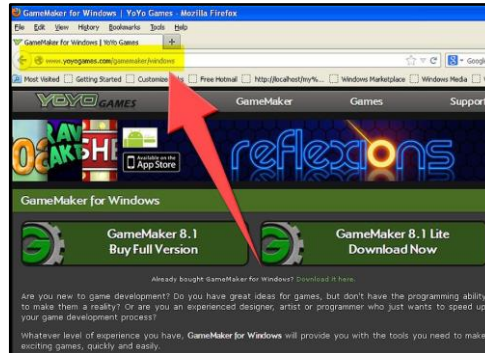 GameMaker for Windows | YoYo Games - Mozilla Firefox
File Edit View History Bookmarks Tools Help
GameMaker for Windows | YoYo Games +
www.yoyogames.com/gamemaker/windows
Most Visited Getting Started Customize Free Hotmail http://localhost/my%... Windows Marketplace Windows Media
YOYO GAMES GameMaker Games Support
Available on the App Store
reflexions
GameMaker for Windows
GameMaker 8.1
Buy Full Version
GameMaker 8.1 Lite
Download Now
Already bought GameMaker for Windows? Download it here.
Are you new to game development? Do you have great ideas for games, but don't have the programming ability
to make them a reality? Or are you an experienced designer, artist or programmer who just wants to speed up
your game development process?
Whatever level of experience you have, GameMaker for Windows will provide you with the tools you need to make
exciting games, quickly and easily.